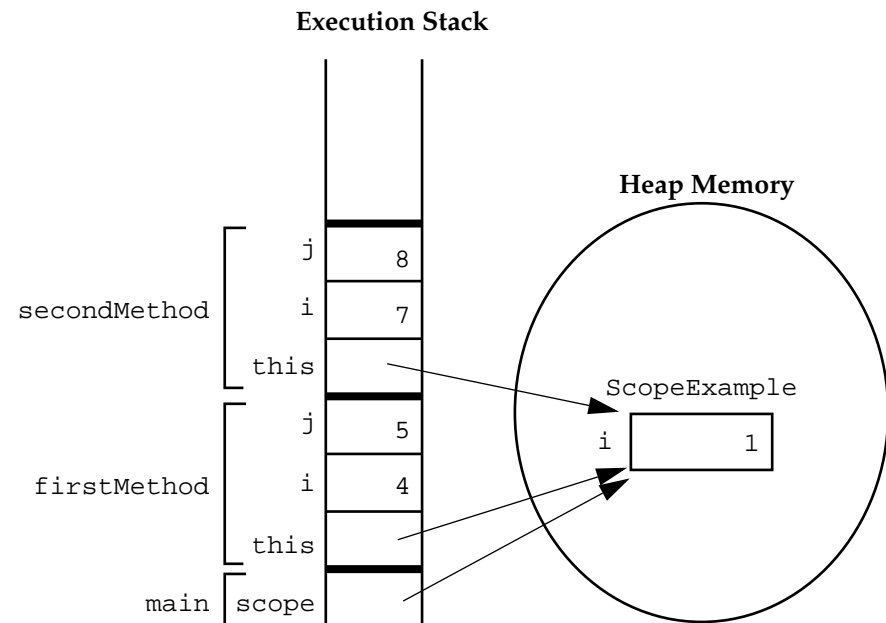 Execution Stack
Heap Memory
j 8
secondMethod i 7
this
ScopeExample
j 5
i 1
firstMethod i 4
this
main scope